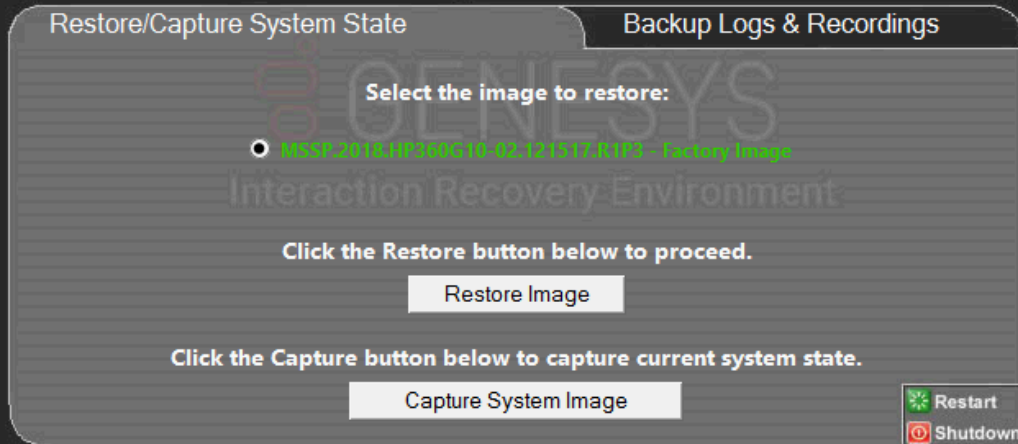 Restore/Capture System State
Backup Logs & Recordings
GENESYS
Select the image to restore:
MSSP.2018.HP360G10-02.121517.R1P3 - Factory Image
Interaction Recovery Environment
Click the Restore button below to proceed.
Restore Image
Click the Capture button below to capture current system state.
Capture System Image
Restart
Shutdown